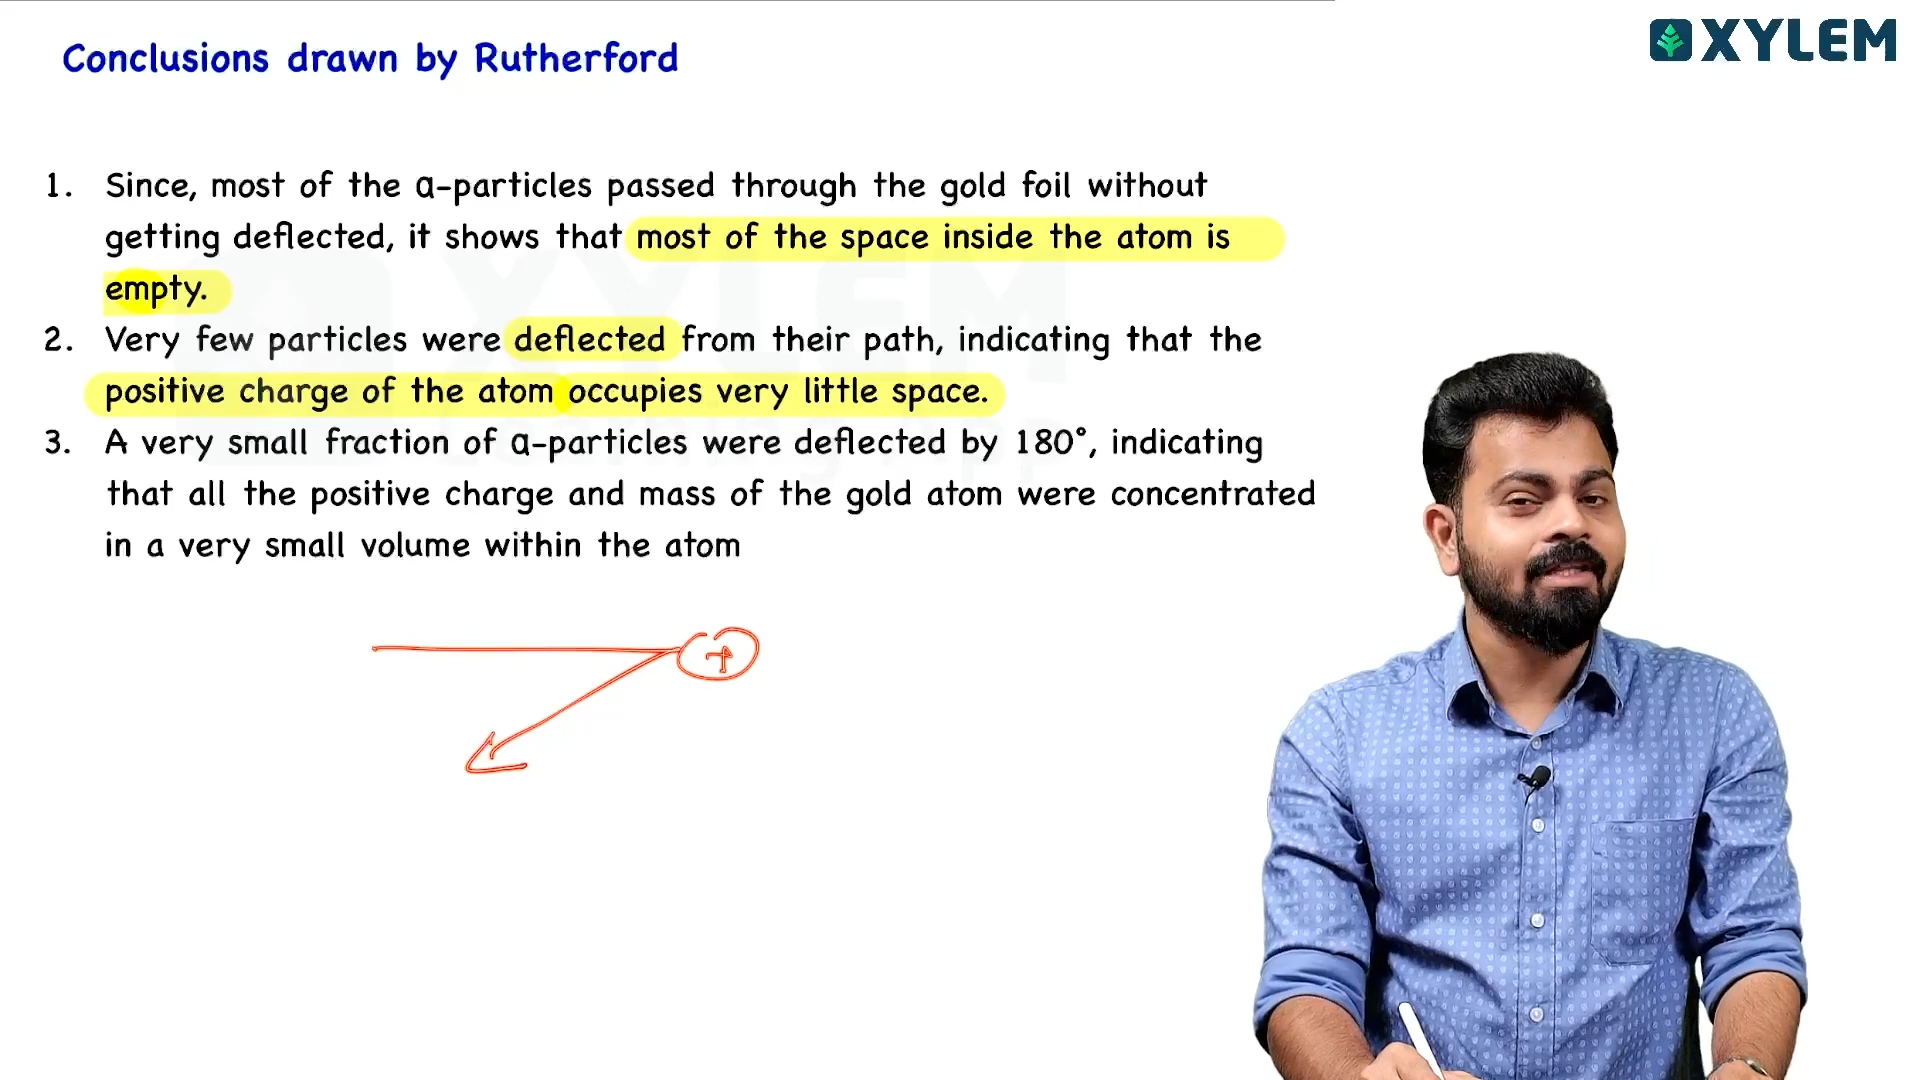 XYLEM
Conclusions drawn by Rutherford
1. Since, most of the α-particles passed through the gold foil without
getting deflected, it shows that most of the space inside the atom is
empty.
2. Very few particles were deflected from their path, indicating that the
positive charge of the atom occupies very little space.
3. A very small fraction of α-particles were deflected by 180°, indicating
that all the positive charge and mass of the gold atom were concentrated
in a very small volume within the atom
+
XYLEM
Learning App